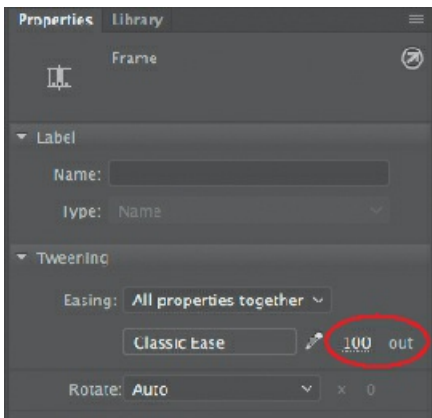 Properties Library
Frame
Label
Name:
Type: Name
Tweening
Easing: All properties together
Classic Ease 100 out
Rotate: Auto x 0